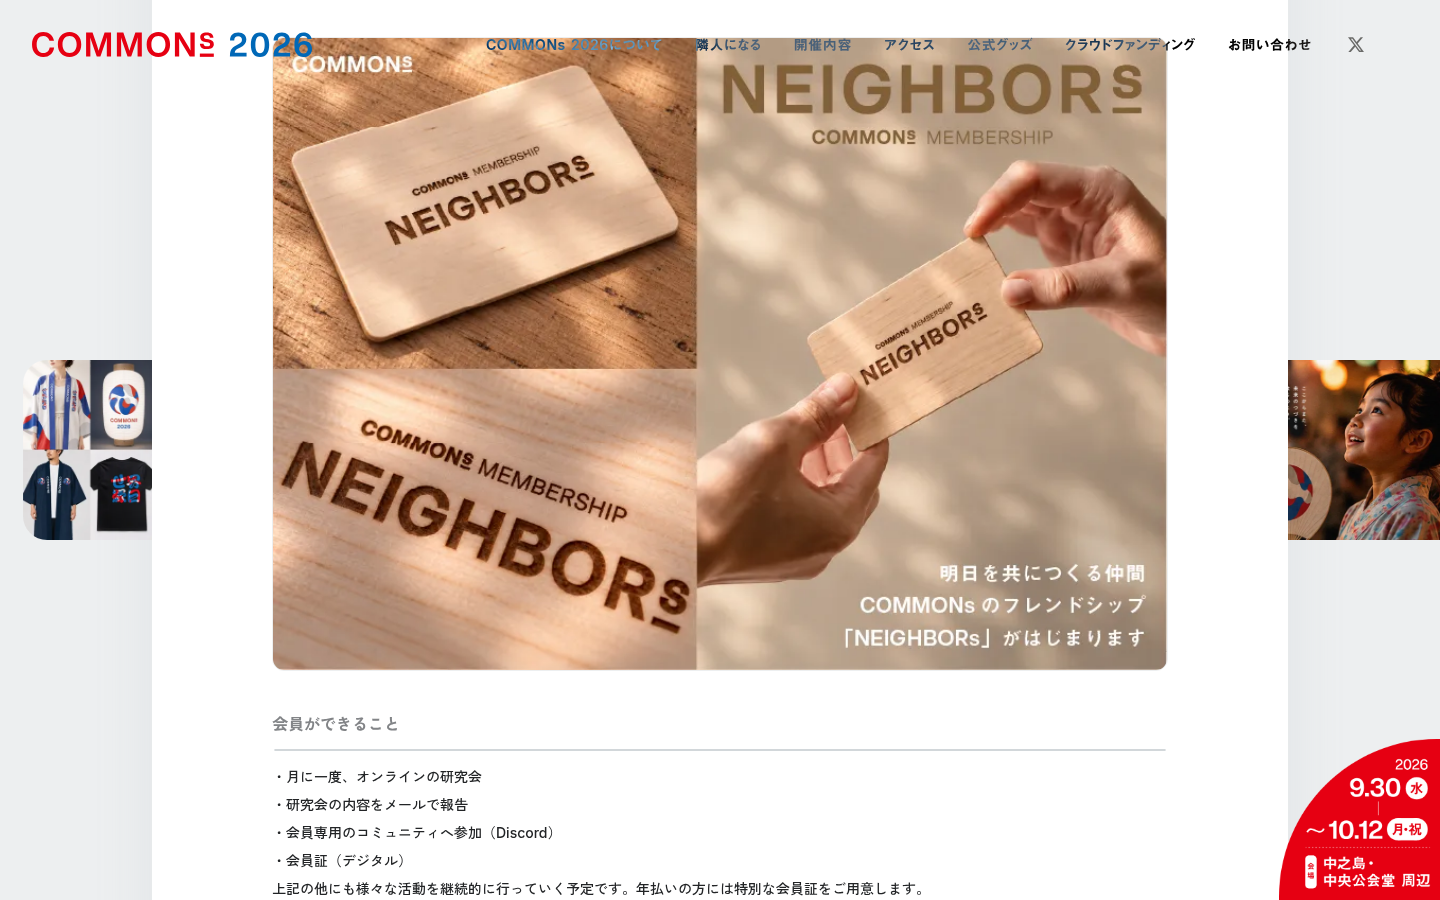 COMMONs 2026
COMMONs 2026について
隣人になる
開催内容
アクセス
公式グッズ
クラウドファンディング
お問い合わせ
COMMONs
COMMONs MEMBERSHIP
NEIGHBORs
NEIGHBORs
COMMONs MEMBERSHIP
COMMONs MEMBERSHIP
NEIGHBORs
COMMONs MEMBERSHIP
NEIGHBORs
明日を共につくる仲間
COMMONs のフレンドシップ
「NEIGHBORs」がはじまります
COMMONS
2026
会員ができること
・月に一度、オンラインの研究会
・研究会の内容をメールで報告
・会員専用のコミュニティへ参加（Discord）
・会員証（デジタル）
上記の他にも様々な活動を継続的に行っていく予定です。年払いの方には特別な会員証をご用意します。
2026
9.30 水
〜10.12 月・祝
会場
中之島・
中央公会堂 周辺